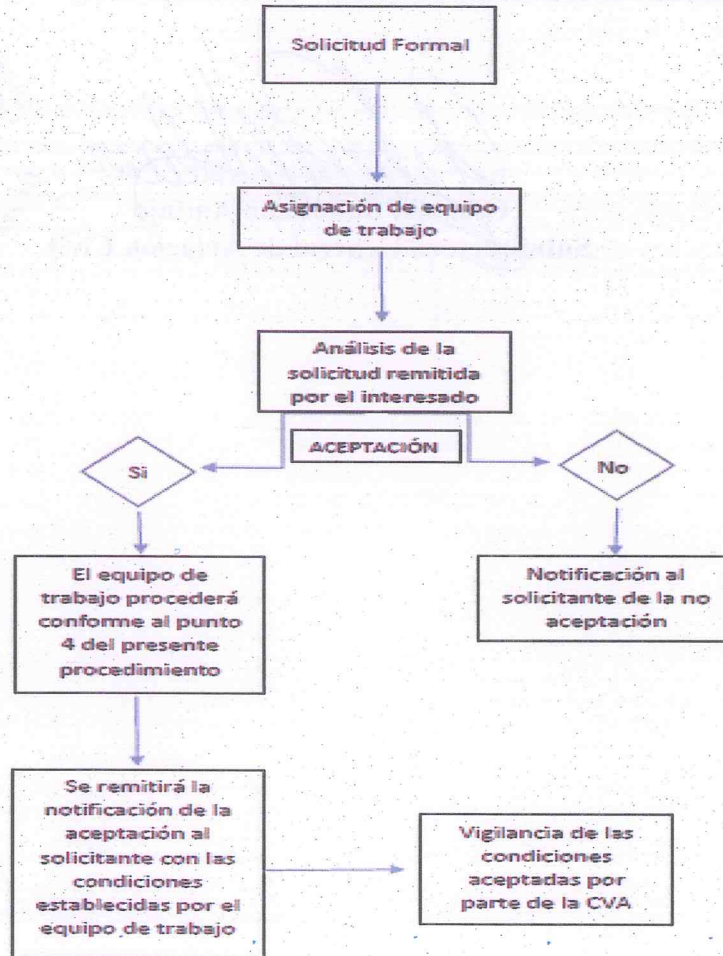 Solicitud Formal
Asignación de equipo
de trabajo
Análisis de la
solicitud remitida
por el interesado
ACEPTACIÓN
Si
No
El equipo de
trabajo procederá
conforme al punto
4 del presente
procedimiento
Notificación al
solicitante de la no
aceptación
Se remitirá la
notificación de la
aceptación al
solicitante con las
condiciones
establecidas por el
equipo de trabajo
Vigilancia de las
condiciones
aceptadas por
parte de la CVA